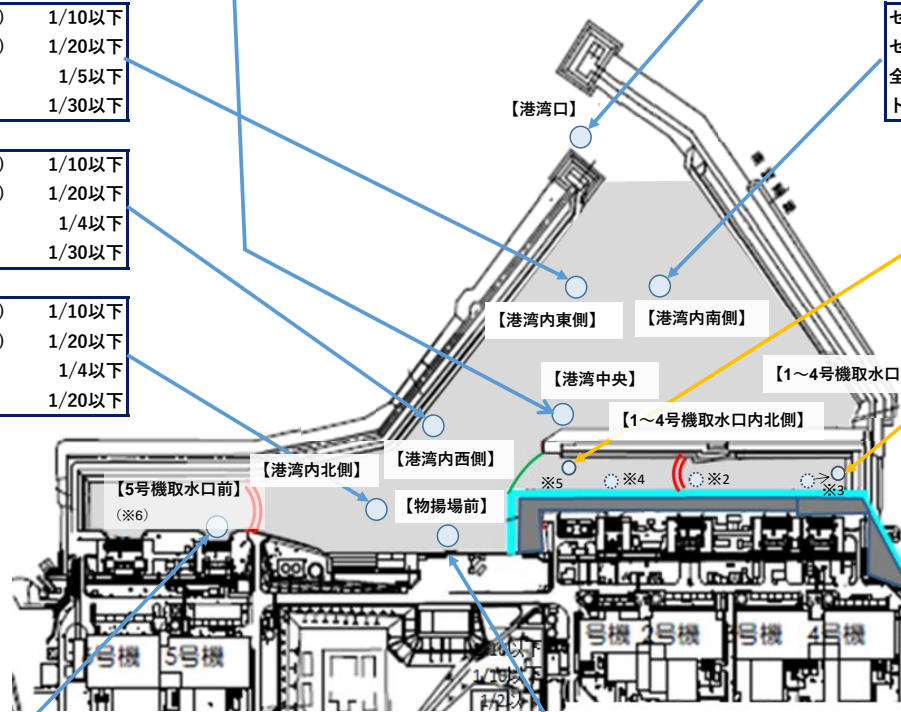 1/10以下
1/20以下
1/5以下
1/30以下
1/10以下
1/20以下
1/4以下
1/30以下
1/10以下
1/20以下
1/4以下
1/20以下
【港湾口】
【港湾内東側】
【港湾内南側】
【港湾中央】
【1～4号機取水口
【1～4号機取水口内北側】
【港湾内西側】
【港湾内北側】
【5号機取水口前】
(※6)
【物揚場前】
※5
※4
※2
※3
号機
5号機
号機
2号機
号機
4号機
1/10以下
1/2以下